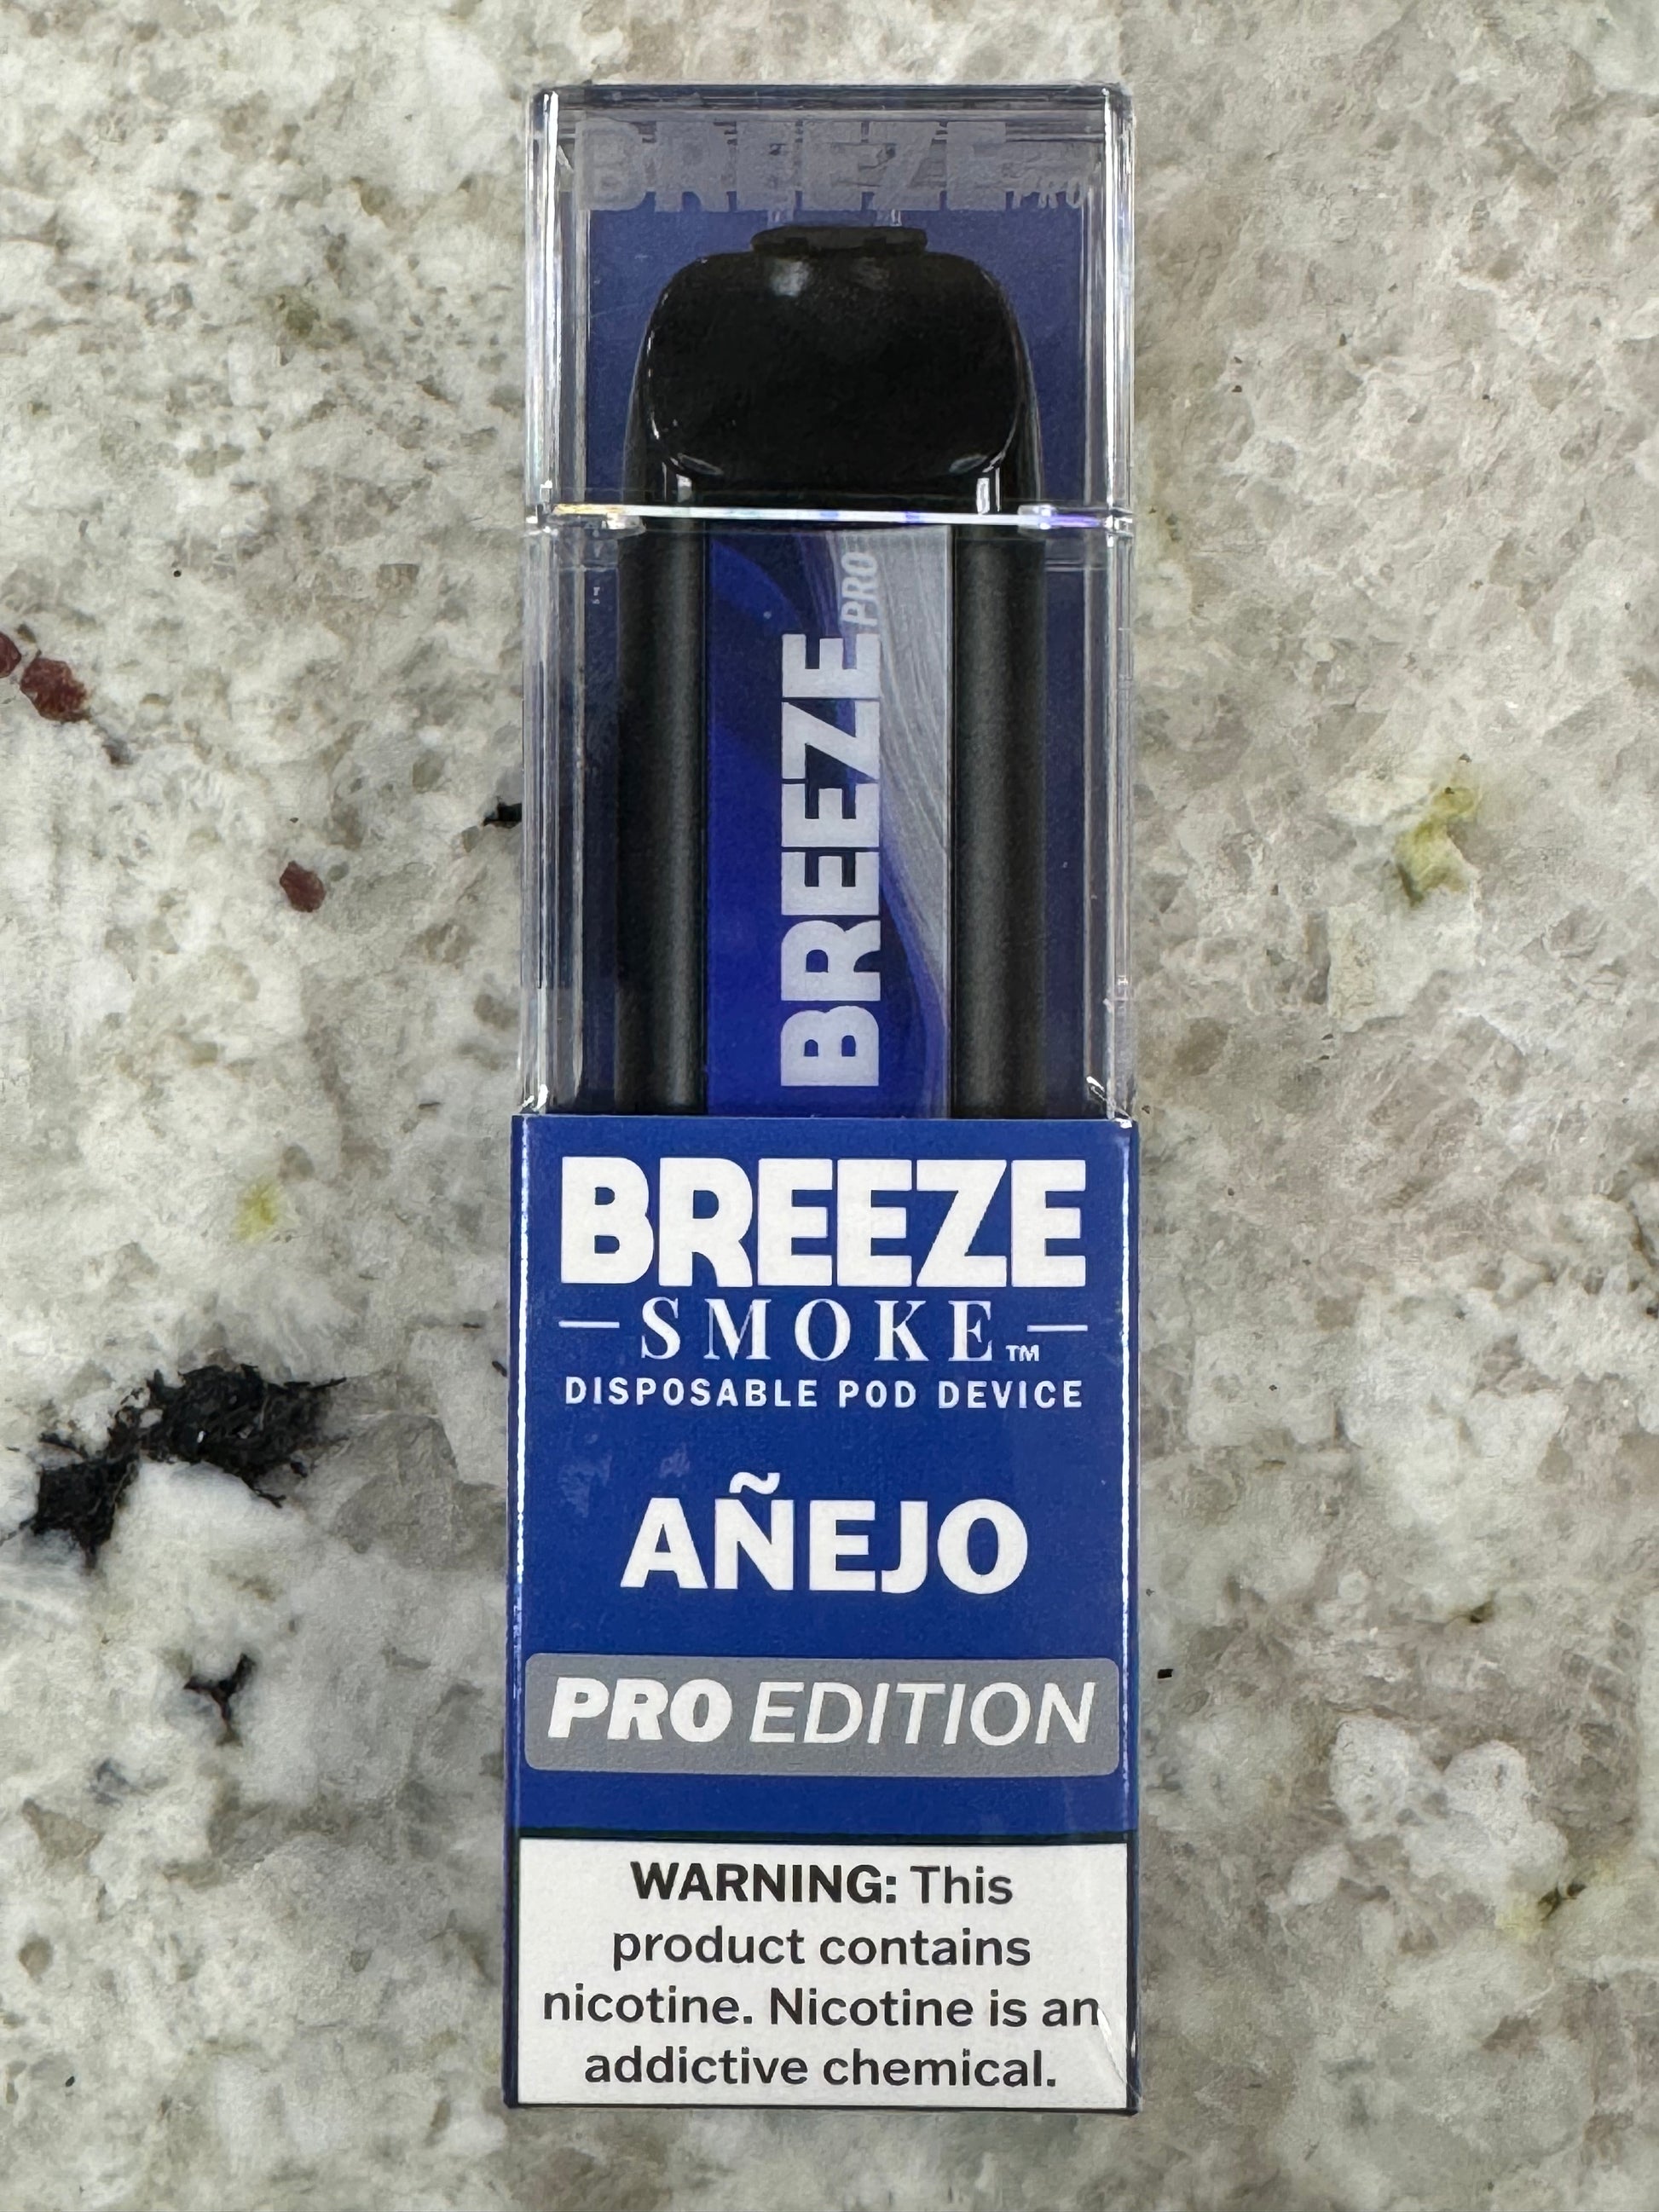 BREEZE PRO
BREEZE PRO
BREEZE
SMOKE™
DISPOSABLE POD DEVICE
AÑEJO
PRO EDITION
WARNING: This
product contains
nicotine. Nicotine is an
addictive chemical.